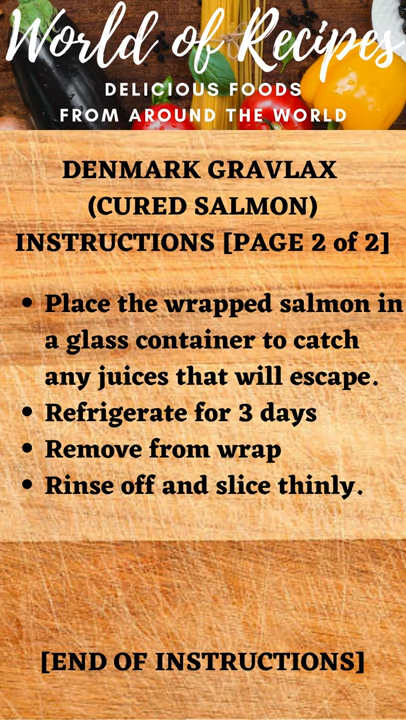 World of Recipes
DELICIOUS FOODS
FROM AROUND THE WORLD
DENMARK GRAVLAX
(CURED SALMON)
INSTRUCTIONS [PAGE 2 of 2]
• Place the wrapped salmon in
a glass container to catch
any juices that will escape.
• Refrigerate for 3 days
• Remove from wrap
• Rinse off and slice thinly.
[END OF INSTRUCTIONS]